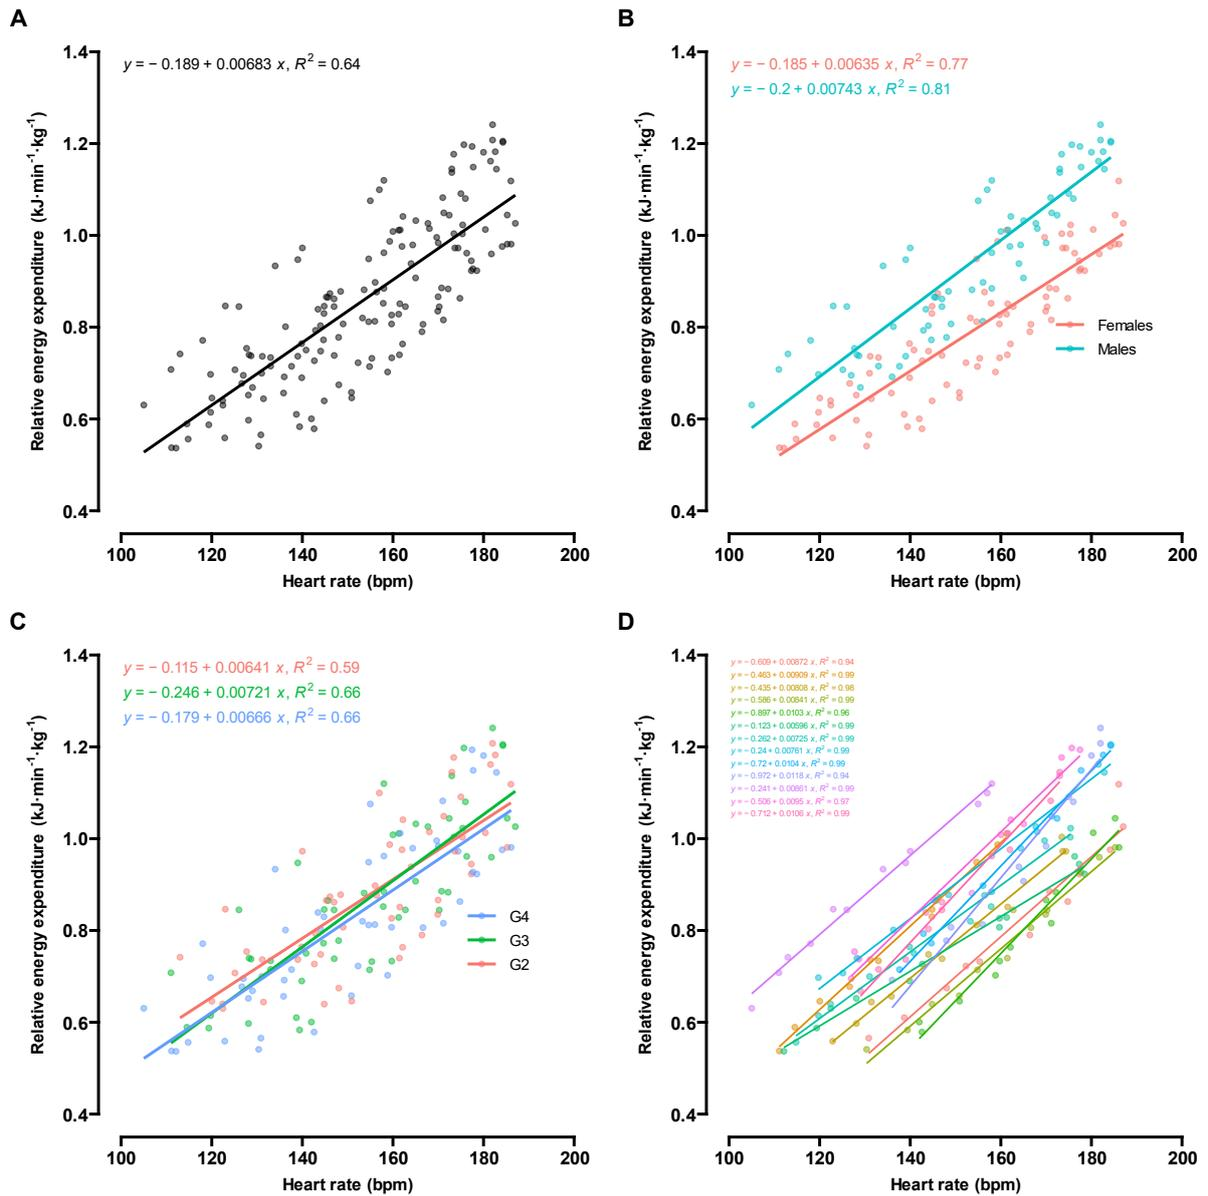 A
y = − 0.189 + 0.00683 x, R² = 0.64
Relative energy expenditure (kJ·min⁻¹·kg⁻¹)
1.4
1.2
1.0
0.8
0.6
0.4
100 120 140 160 180 200
Heart rate (bpm)
B
y = − 0.185 + 0.00635 x, R² = 0.77
y = − 0.2 + 0.00743 x, R² = 0.81
Relative energy expenditure (kJ·min⁻¹·kg⁻¹)
1.4
1.2
1.0
0.8
0.6
0.4
Females
Males
100 120 140 160 180 200
Heart rate (bpm)
C
y = − 0.115 + 0.00641 x, R² = 0.59
y = − 0.246 + 0.00721 x, R² = 0.66
y = − 0.179 + 0.00666 x, R² = 0.66
Relative energy expenditure (kJ·min⁻¹·kg⁻¹)
1.4
1.2
1.0
0.8
0.6
0.4
G4
G3
G2
100 120 140 160 180 200
Heart rate (bpm)
D
y = − 0.609 + 0.00872 x, R² = 0.94
y = − 0.463 + 0.00909 x, R² = 0.99
y = − 0.435 + 0.00808 x, R² = 0.98
y = − 0.586 + 0.00841 x, R² = 0.99
y = − 0.897 + 0.0103 x, R² = 0.96
y = − 0.123 + 0.00596 x, R² = 0.99
y = − 0.262 + 0.00725 x, R² = 0.99
y = − 0.24 + 0.00761 x, R² = 0.99
y = − 0.72 + 0.0104 x, R² = 0.99
y = − 0.972 + 0.0118 x, R² = 0.94
y = − 0.241 + 0.00861 x, R² = 0.99
y = − 0.506 + 0.0095 x, R² = 0.97
y = − 0.712 + 0.0106 x, R² = 0.99
Relative energy expenditure (kJ·min⁻¹·kg⁻¹)
1.4
1.2
1.0
0.8
0.6
0.4
100 120 140 160 180 200
Heart rate (bpm)